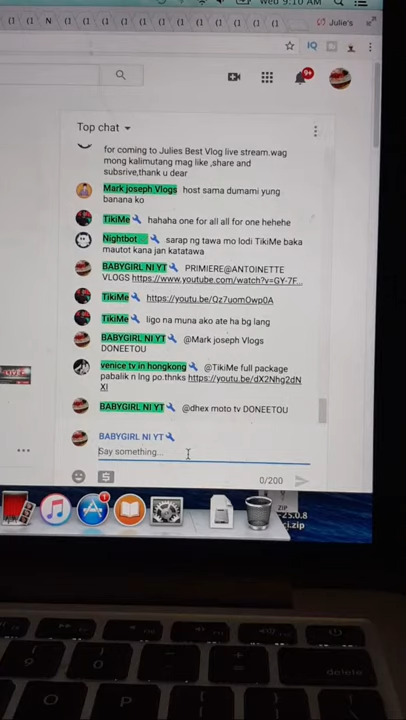 Wed 9:10 AM
Julie's
IQ
9+
Top chat
for coming to Julies Best Vlog live stream.wag
mong kalimutang mag like ,share and
subsrive,thank u dear
Mark joseph Vlogs host sama dumami yung
banana ko
TikiMe hahaha one for all all for one hehehe
Nightbot sarap ng tawa mo lodi TikiMe baka
mautot kana jan katatawa
BABYGIRL NI YT PRIMIERE@ANTOINETTE
VLOGS https://www.youtube.com/watch?v=GY-7F...
TikiMe https://youtu.be/Qz7uomOwp0A
TikiMe ligo na muna ako ate ha bg lang
BABYGIRL NI YT @Mark joseph Vlogs
DONEETOU
venice tv in hongkong @TikiMe full package
pabalik n lng po.thnks https://youtu.be/dX2Nhg2dN
XI
BABYGIRL NI YT @dhex moto tv DONEETOU
BABYGIRL NI YT
Say something...
0/200
ZIP
delete
9
0
O
P